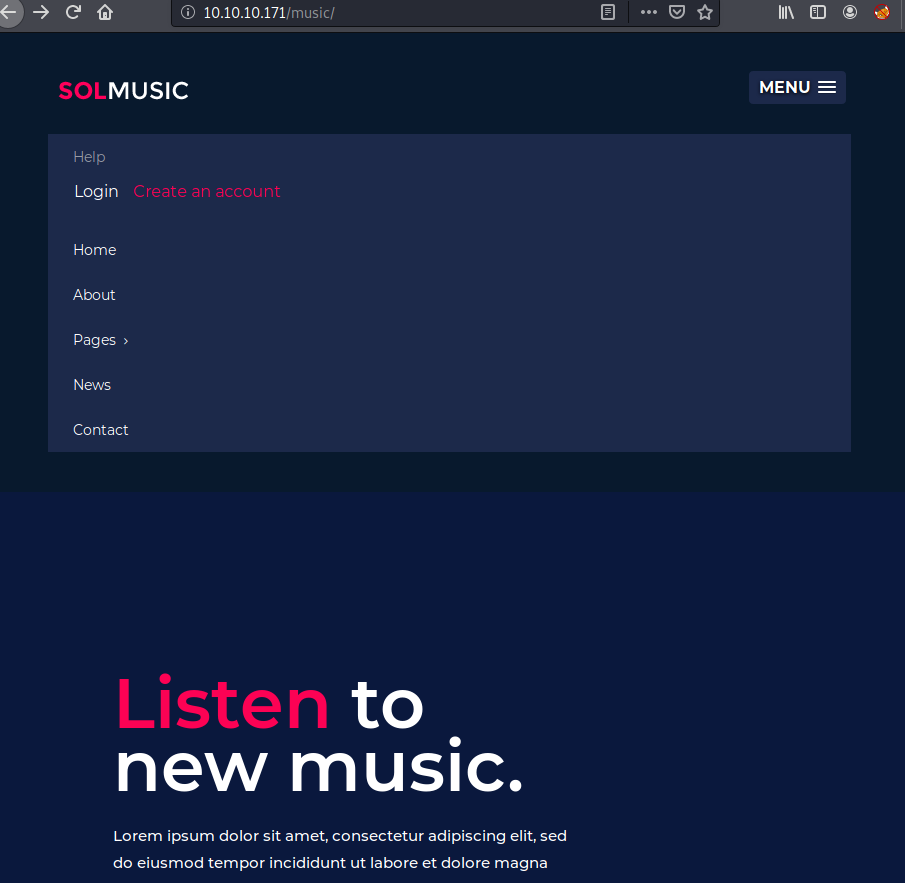 10.10.10.171/music/
SOLMUSIC
MENU
Help
Login Create an account
Home
About
Pages ›
News
Contact
Listen to
new music.
Lorem ipsum dolor sit amet, consectetur adipiscing elit, sed
do eiusmod tempor incididunt ut labore et dolore magna